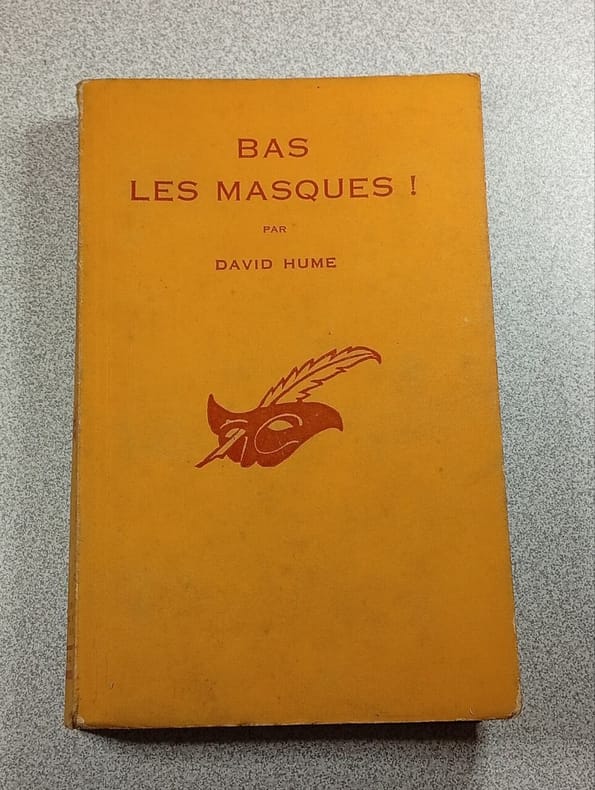 BAS
LES MASQUES !
PAR
DAVID HUME